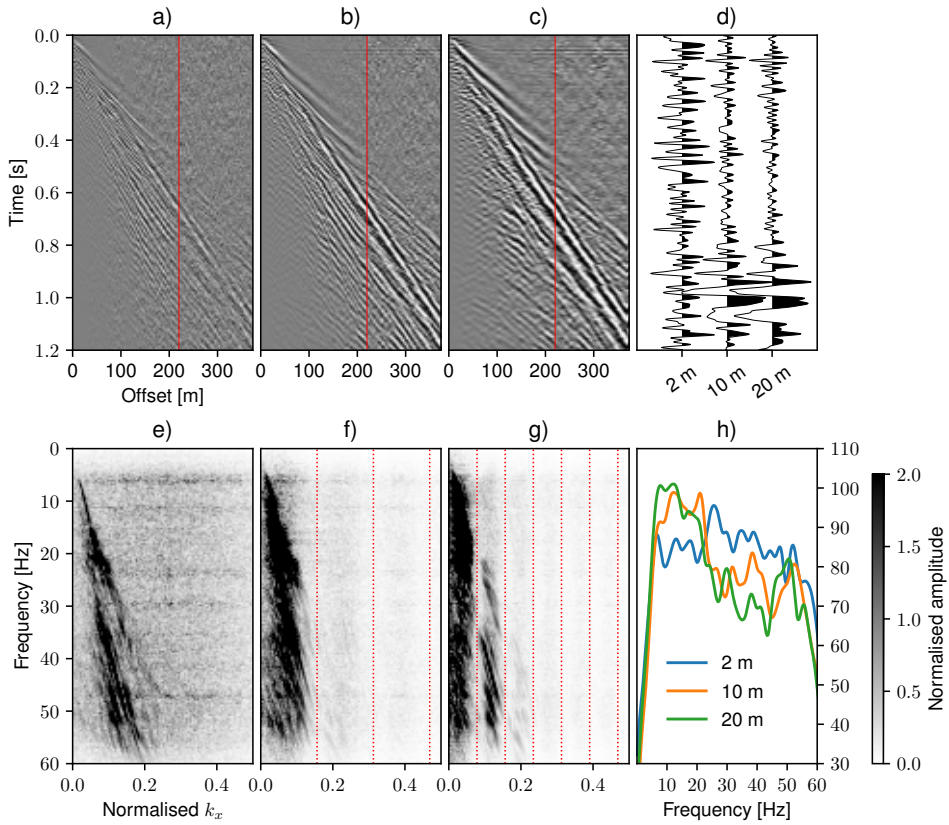 a) b) c) d)
0.0
0.2
0.4
0.6
0.8
1.0
1.2
Time [s]
0 100 200 300
0 100 200 300
0 100 200 300
2 m 10 m 20 m
Offset [m]
e) f) g) h)
0
10
20
30
40
50
60
Frequency [Hz]
0.0 0.2 0.4
0.0 0.2 0.4
0.0 0.2 0.4
0 10 20 30 40 50 60
Normalised kx
Frequency [Hz]
2 m
10 m
20 m
110
100
90
80
70
60
50
40
30
2.0
1.5
1.0
0.5
0.0
Normalised amplitude